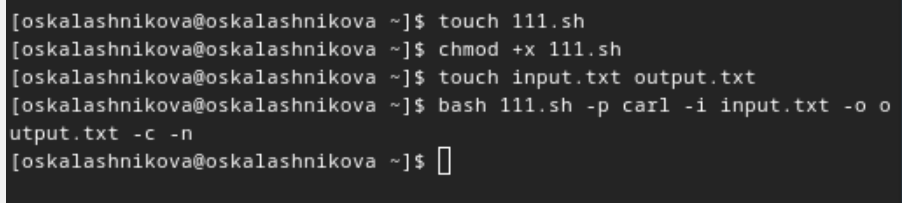 [oskalashnikova@oskalashnikova ~]$ touch 111.sh
[oskalashnikova@oskalashnikova ~]$ chmod +x 111.sh
[oskalashnikova@oskalashnikova ~]$ touch input.txt output.txt
[oskalashnikova@oskalashnikova ~]$ bash 111.sh -p carl -i input.txt -o o
utput.txt -c -n
[oskalashnikova@oskalashnikova ~]$